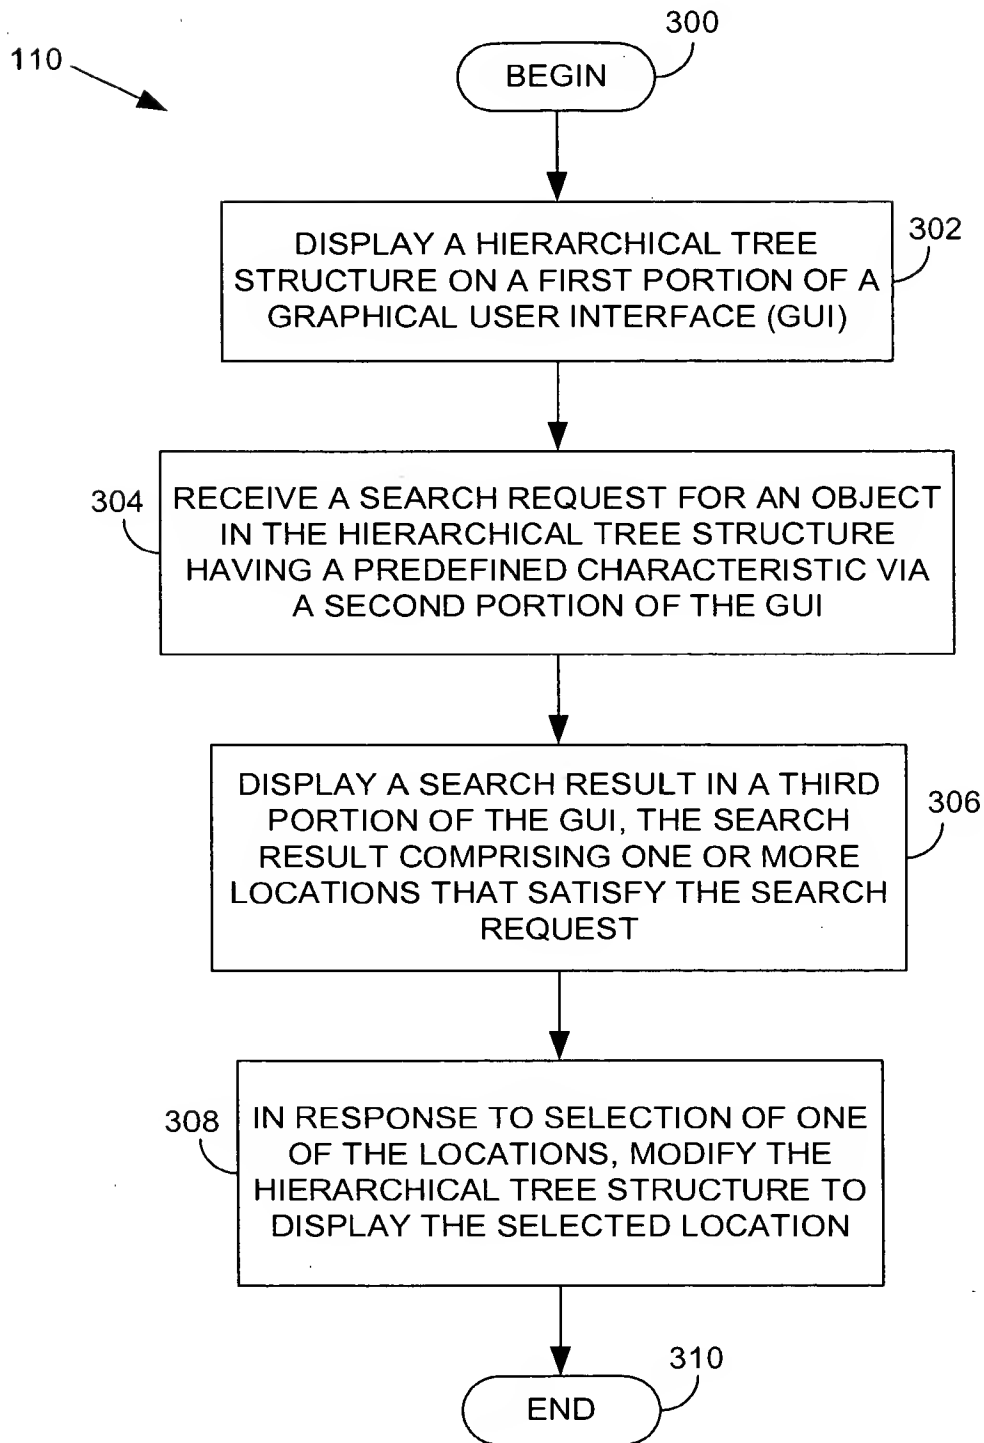 110
300
BEGIN
302
DISPLAY A HIERARCHICAL TREE
STRUCTURE ON A FIRST PORTION OF A
GRAPHICAL USER INTERFACE (GUI)
304
RECEIVE A SEARCH REQUEST FOR AN OBJECT
IN THE HIERARCHICAL TREE STRUCTURE
HAVING A PREDEFINED CHARACTERISTIC VIA
A SECOND PORTION OF THE GUI
306
DISPLAY A SEARCH RESULT IN A THIRD
PORTION OF THE GUI, THE SEARCH
RESULT COMPRISING ONE OR MORE
LOCATIONS THAT SATISFY THE SEARCH
REQUEST
308
IN RESPONSE TO SELECTION OF ONE
OF THE LOCATIONS, MODIFY THE
HIERARCHICAL TREE STRUCTURE TO
DISPLAY THE SELECTED LOCATION
310
END